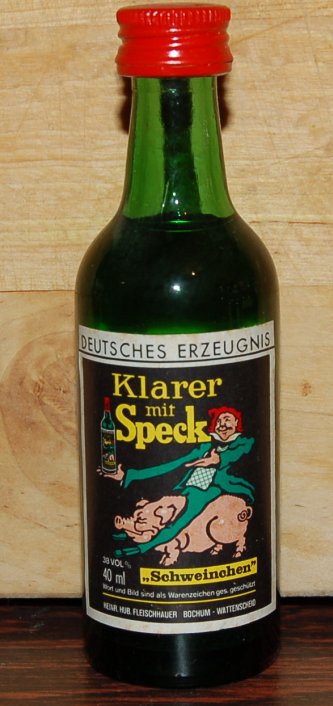 DEUTSCHES ERZEUGNIS
Klarer
mit
Speck
38 VOL %
40 ml
„Schweinchen"
Wort und Bild sind als Warenzeichen ges. geschützt
HEINR. HUB. FLEISCHHAUER BOCHUM - WATTENSCHEID